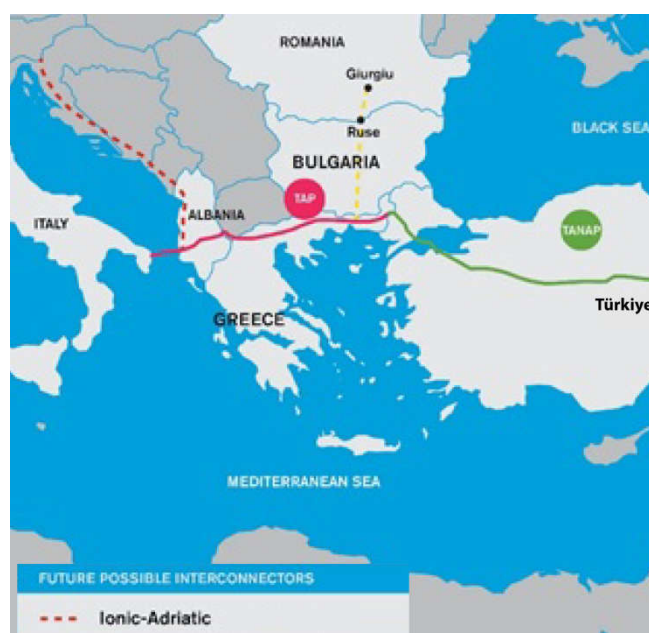 ROMANIA
Giurgiu
Ruse
BLACK SEA
BULGARIA
TAP
ALBANIA
ITALY
TANAP
Türkiye
GREECE
MEDITERRANEAN SEA
FUTURE POSSIBLE INTERCONNECTORS
Ionic-Adriatic